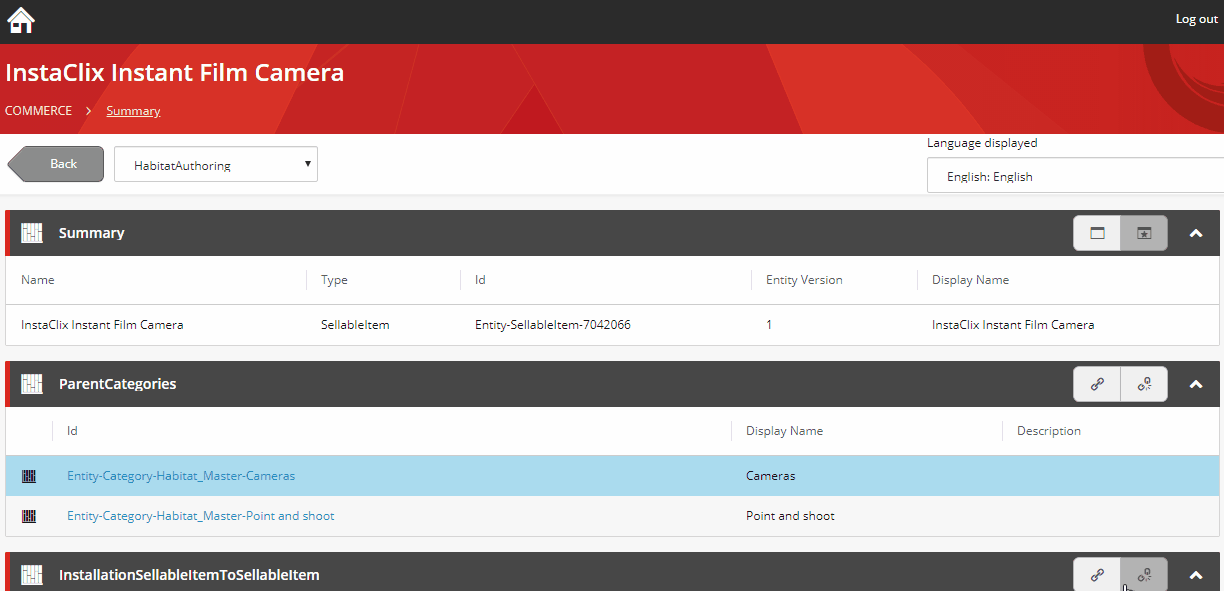 Log out
InstaClix Instant Film Camera
COMMERCE > Summary
Language displayed
Back HabitatAuthoring English: English
Summary
Name Type Id Entity Version Display Name
InstaClix Instant Film Camera SellableItem Entity-SellableItem-7042066 1 InstaClix Instant Film Camera
ParentCategories
Id Display Name Description
Entity-Category-Habitat_Master-Cameras Cameras
Entity-Category-Habitat_Master-Point and shoot Point and shoot
InstallationSellableItemToSellableItem